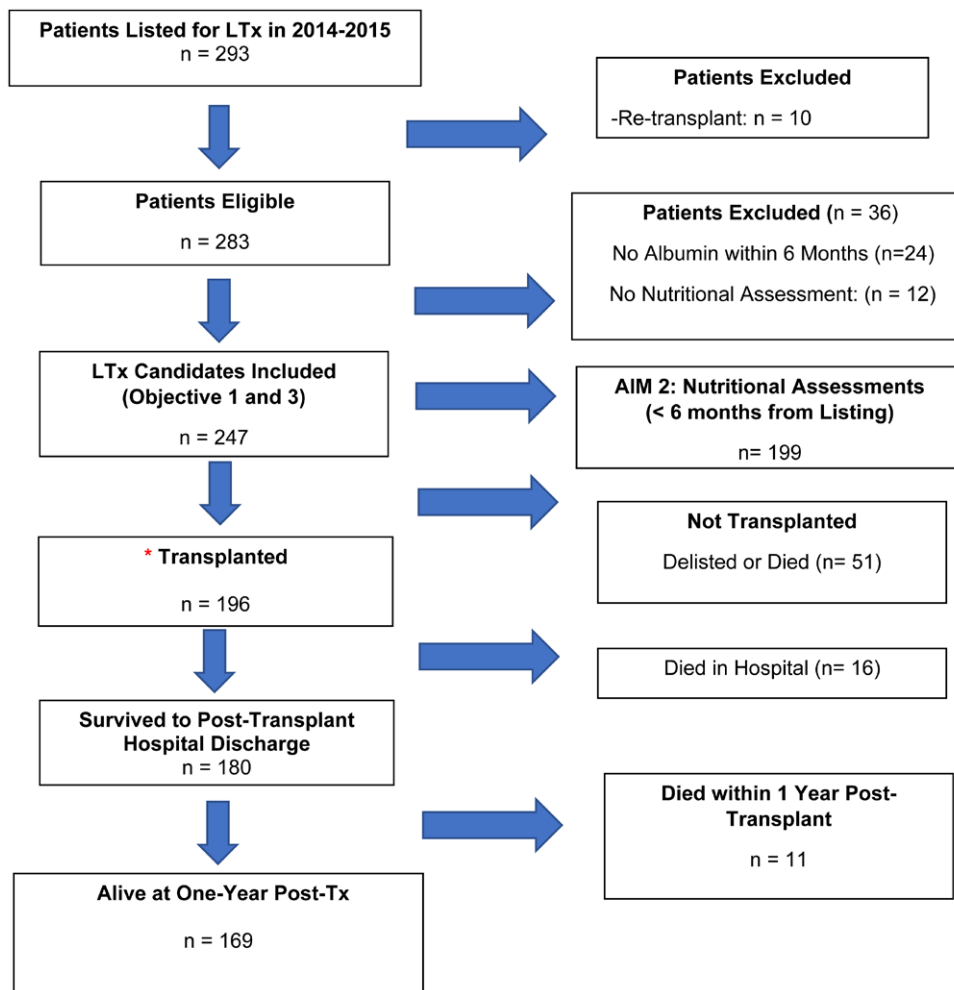 Patients Listed for LTx in 2014-2015
n = 293
Patients Excluded
-Re-transplant: n = 10
Patients Eligible
n = 283
Patients Excluded (n = 36)
No Albumin within 6 Months (n=24)
No Nutritional Assessment: (n = 12)
LTx Candidates Included
(Objective 1 and 3)
n = 247
AIM 2: Nutritional Assessments
(< 6 months from Listing)
n= 199
Not Transplanted
Delisted or Died (n= 51)
* Transplanted
n = 196
Died in Hospital (n= 16)
Survived to Post-Transplant
Hospital Discharge
n = 180
Died within 1 Year Post-
Transplant
n = 11
Alive at One-Year Post-Tx
n = 169